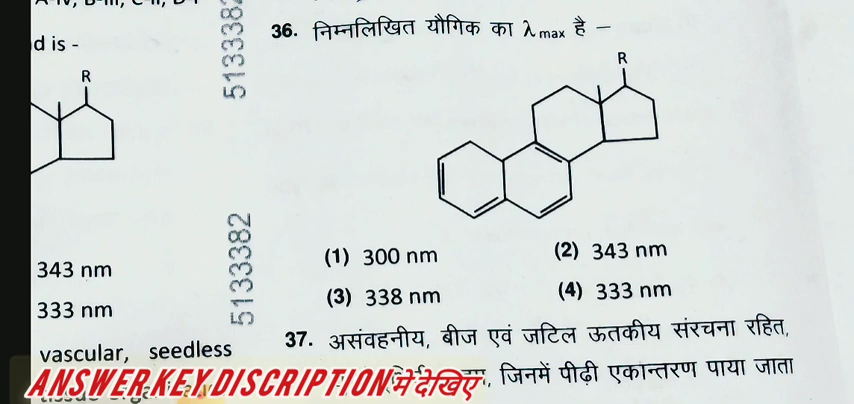 d is -
R
343 nm
333 nm
vascular, seedless
5133382
5133382
36. निम्नलिखित यौगिक का λmax है –
R
(1) 300 nm
(2) 343 nm
(3) 338 nm
(4) 333 nm
37. असंवहनीय, बीज एवं जटिल ऊतकीय संरचना रहित,
जिनमें पीढ़ी एकान्तरण पाया जाता
ANSWER KEY DISCRIPTION में देखिए